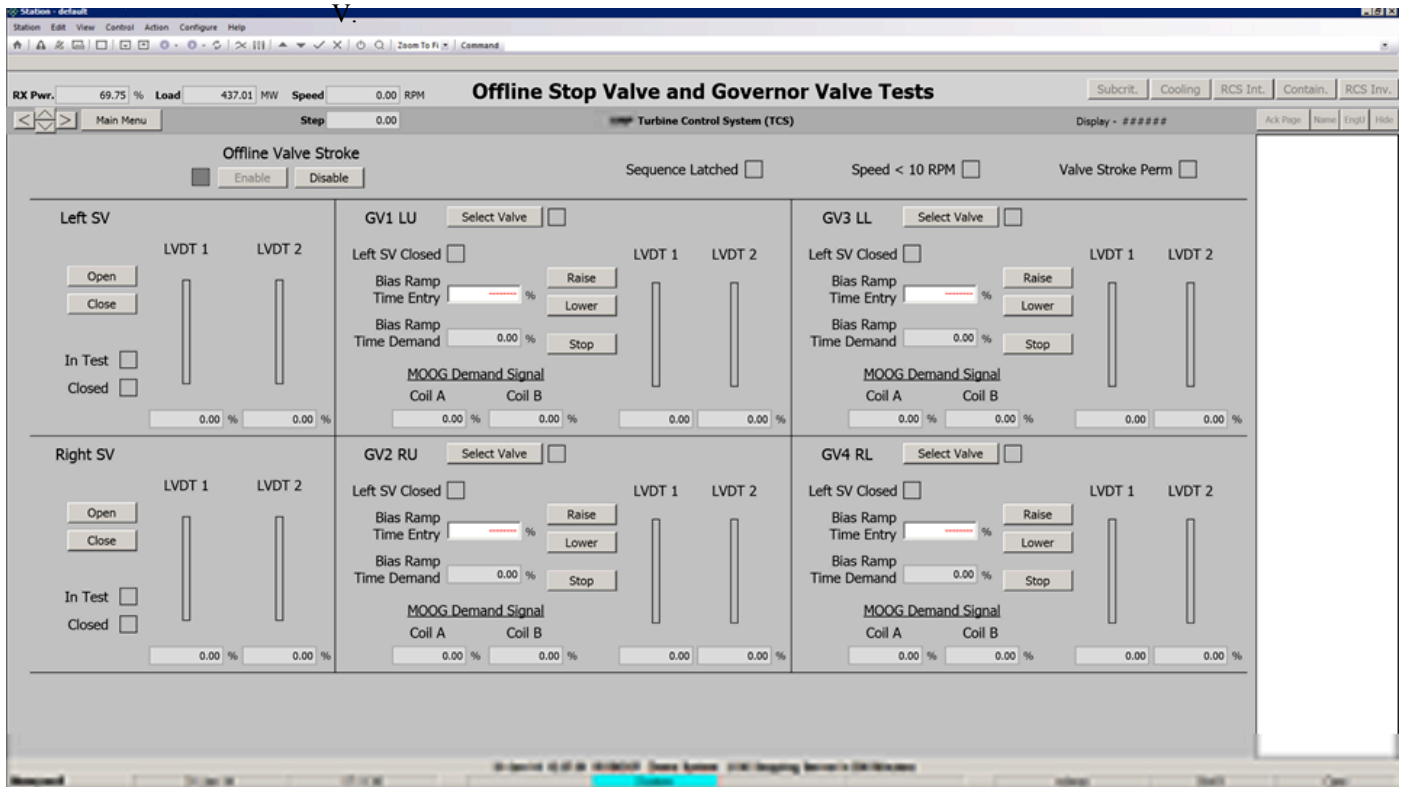 V.
Station - default
Station Edit View Control Action Configure Help
Zoom To Fi Command
RX Pwr. 69.75 % Load 437.01 MW Speed 0.00 RPM Offline Stop Valve and Governor Valve Tests Subcrit. Cooling RCS Int. Contain. RCS Inv.
< > Main Menu Step 0.00 Turbine Control System (TCS) Display - ###### Ack Page Name EngU Hide
Offline Valve Stroke
Enable Disable Sequence Latched Speed < 10 RPM Valve Stroke Perm
Left SV
LVDT 1 LVDT 2
Open
Close
In Test
Closed
0.00 % 0.00 %
GV1 LU Select Valve
Left SV Closed LVDT 1 LVDT 2
Bias Ramp
Time Entry -------- % Raise
Lower
Bias Ramp
Time Demand 0.00 % Stop
MOOG Demand Signal
Coil A Coil B
0.00 % 0.00 % 0.00 0.00 %
GV3 LL Select Valve
Left SV Closed LVDT 1 LVDT 2
Bias Ramp
Time Entry -------- % Raise
Lower
Bias Ramp
Time Demand 0.00 % Stop
MOOG Demand Signal
Coil A Coil B
0.00 % 0.00 % 0.00 0.00 %
Right SV
LVDT 1 LVDT 2
Open
Close
In Test
Closed
0.00 % 0.00 %
GV2 RU Select Valve
Left SV Closed LVDT 1 LVDT 2
Bias Ramp
Time Entry -------- % Raise
Lower
Bias Ramp
Time Demand 0.00 % Stop
MOOG Demand Signal
Coil A Coil B
0.00 % 0.00 % 0.00 0.00 %
GV4 RL Select Valve
Left SV Closed LVDT 1 LVDT 2
Bias Ramp
Time Entry -------- % Raise
Lower
Bias Ramp
Time Demand 0.00 % Stop
MOOG Demand Signal
Coil A Coil B
0.00 % 0.00 % 0.00 0.00 %